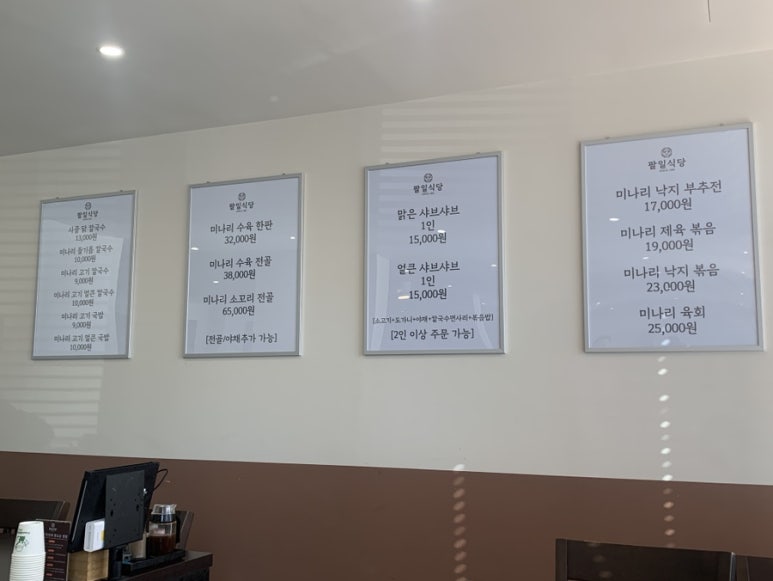 팔일식당
사골 닭 칼국수
13,000원
미나리 들기름 칼국수
10,000원
미나리 고기 칼국수
9,000원
미나리 고기 얼큰 칼국수
10,000원
미나리 고기 국밥
9,000원
미나리 고기 얼큰 국밥
10,000원
팔일식당
미나리 수육 한판
32,000원
미나리 수육 전골
38,000원
미나리 소꼬리 전골
65,000원
[전골/야채추가 가능]
팔일식당
맑은 샤브샤브
1인
15,000원
얼큰 샤브샤브
1인
15,000원
[소고기+도가니+야채+칼국수면사리+볶음밥]
[2인 이상 주문 가능]
팔일식당
미나리 낙지 부추전
17,000원
미나리 제육 볶음
19,000원
미나리 낙지 볶음
23,000원
미나리 육회
25,000원